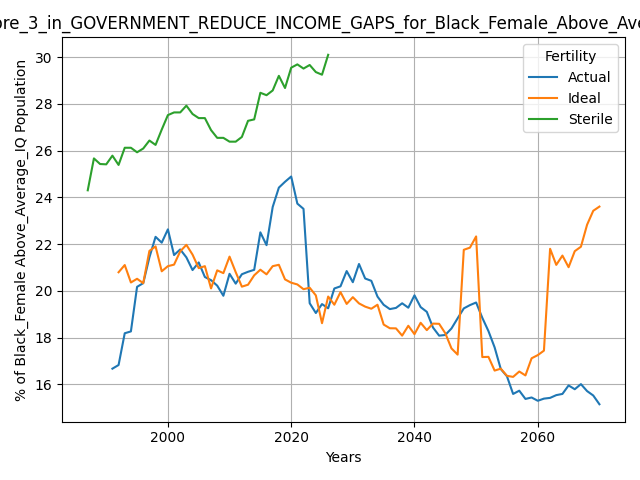 ore_3_in_GOVERNMENT_REDUCE_INCOME_GAPS_for_Black_Female_Above_Ave
30
28
26
24
22
20
18
16
% of Black_Female Above_Average_IQ Population
Fertility
Actual
Ideal
Sterile
2000
2020
2040
2060
Years